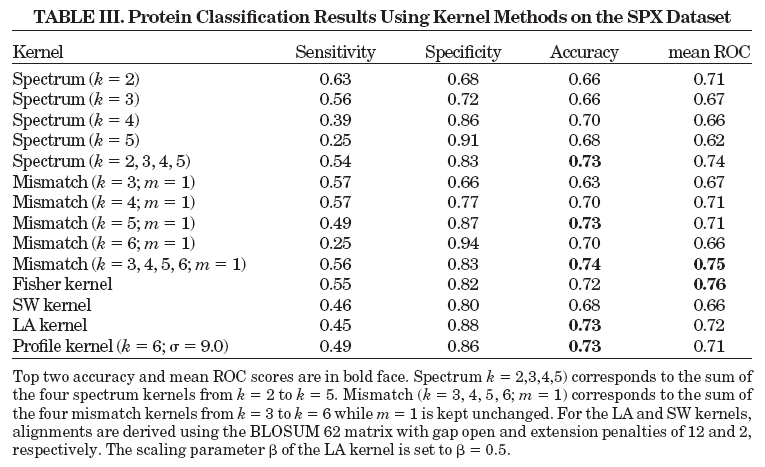 TABLE III. Protein Classification Results Using Kernel Methods on the SPX Dataset
Kernel Sensitivity Specificity Accuracy mean ROC
Spectrum (k = 2) 0.63 0.68 0.66 0.71
Spectrum (k = 3) 0.56 0.72 0.66 0.67
Spectrum (k = 4) 0.39 0.86 0.70 0.66
Spectrum (k = 5) 0.25 0.91 0.68 0.62
Spectrum (k = 2, 3, 4, 5) 0.54 0.83 0.73 0.74
Mismatch (k = 3; m = 1) 0.57 0.66 0.63 0.67
Mismatch (k = 4; m = 1) 0.57 0.77 0.70 0.71
Mismatch (k = 5; m = 1) 0.49 0.87 0.73 0.71
Mismatch (k = 6; m = 1) 0.25 0.94 0.70 0.66
Mismatch (k = 3, 4, 5, 6; m = 1) 0.56 0.83 0.74 0.75
Fisher kernel 0.55 0.82 0.72 0.76
SW kernel 0.46 0.80 0.68 0.66
LA kernel 0.45 0.88 0.73 0.72
Profile kernel (k = 6; σ = 9.0) 0.49 0.86 0.73 0.71
Top two accuracy and mean ROC scores are in bold face. Spectrum k = 2,3,4,5) corresponds to the sum of
the four spectrum kernels from k = 2 to k = 5. Mismatch (k = 3, 4, 5, 6; m = 1) corresponds to the sum of
the four mismatch kernels from k = 3 to k = 6 while m = 1 is kept unchanged. For the LA and SW kernels,
alignments are derived using the BLOSUM 62 matrix with gap open and extension penalties of 12 and 2,
respectively. The scaling parameter β of the LA kernel is set to β = 0.5.